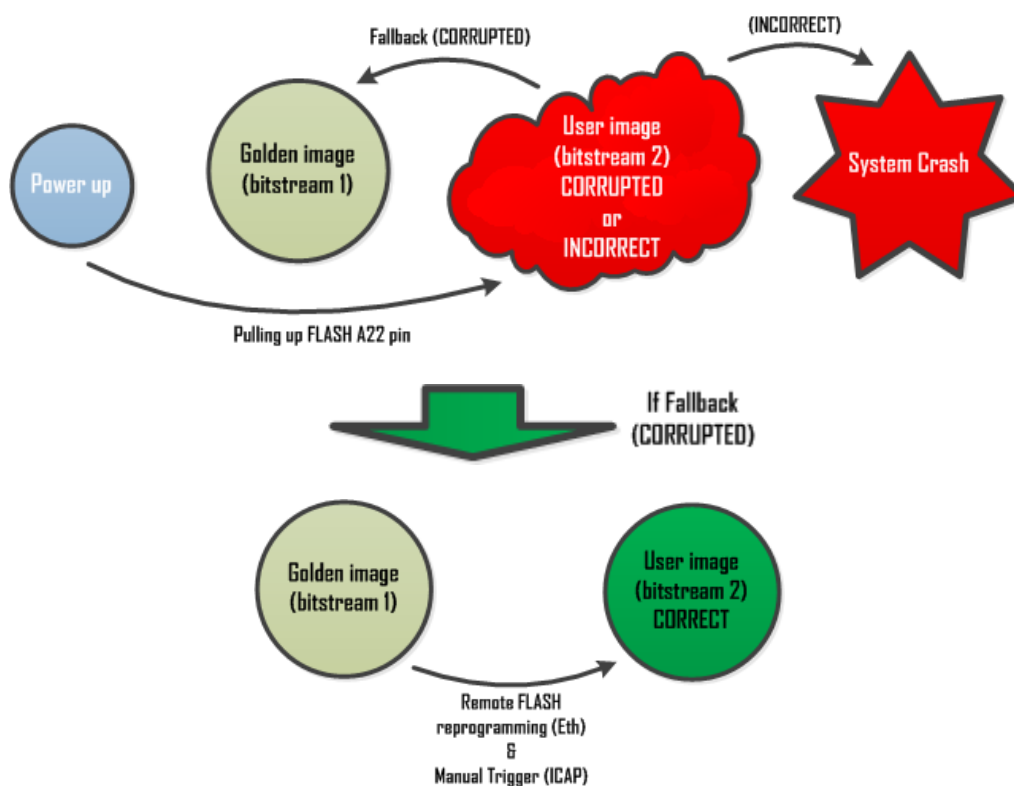 Fallback (CORRUPTED)
(INCORRECT)
Power up
Golden image
(bitstream 1)
User image
(bitstream 2)
CORRUPTED
or
INCORRECT
System Crash
Pulling up FLASH A22 pin
If Fallback
(CORRUPTED)
Golden image
(bitstream 1)
User image
(bitstream 2)
CORRECT
Remote FLASH
reprogramming (Eth)
&
Manual Trigger (ICAP)